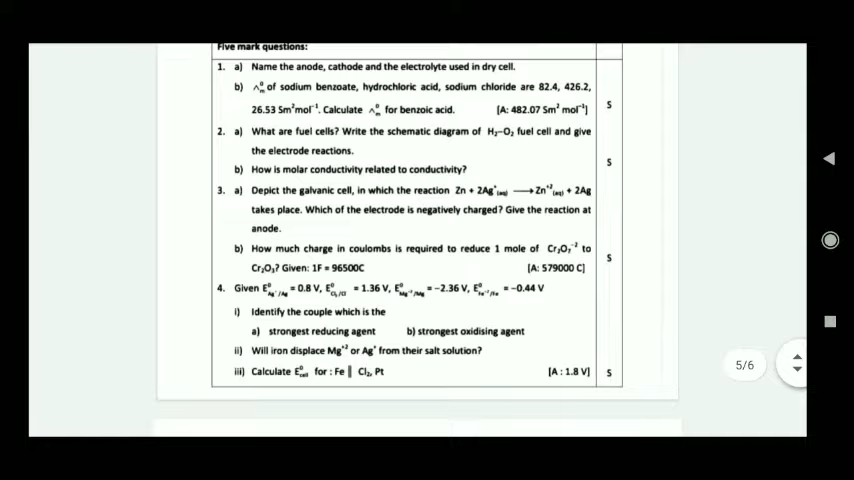 Five mark questions:
1. a) Name the anode, cathode and the electrolyte used in dry cell.
b) ∧°m of sodium benzoate, hydrochloric acid, sodium chloride are 82.4, 426.2,
26.53 Sm²mol⁻¹. Calculate ∧°m for benzoic acid. [A: 482.07 Sm² mol⁻¹]
5
2. a) What are fuel cells? Write the schematic diagram of H₂–O₂ fuel cell and give
the electrode reactions.
5
b) How is molar conductivity related to conductivity?
3. a) Depict the galvanic cell, in which the reaction Zn + 2Ag⁺(aq) ⟶ Zn⁺²(aq) + 2Ag
takes place. Which of the electrode is negatively charged? Give the reaction at
anode.
b) How much charge in coulombs is required to reduce 1 mole of Cr₂O₇⁻² to
5
Cr₂O₃? Given: 1F = 96500C [A: 579000 C]
4. Given E⁰Ag⁺/Ag = 0.8 V, E⁰Cl₂/Cl⁻ = 1.36 V, E⁰Mg⁺²/Mg = −2.36 V, E⁰Fe⁺²/Fe = −0.44 V
i) Identify the couple which is the
a) strongest reducing agent b) strongest oxidising agent
ii) Will iron displace Mg⁺² or Ag⁺ from their salt solution?
iii) Calculate E⁰cell for : Fe || Cl₂, Pt [A : 1.8 V] 5
5/6